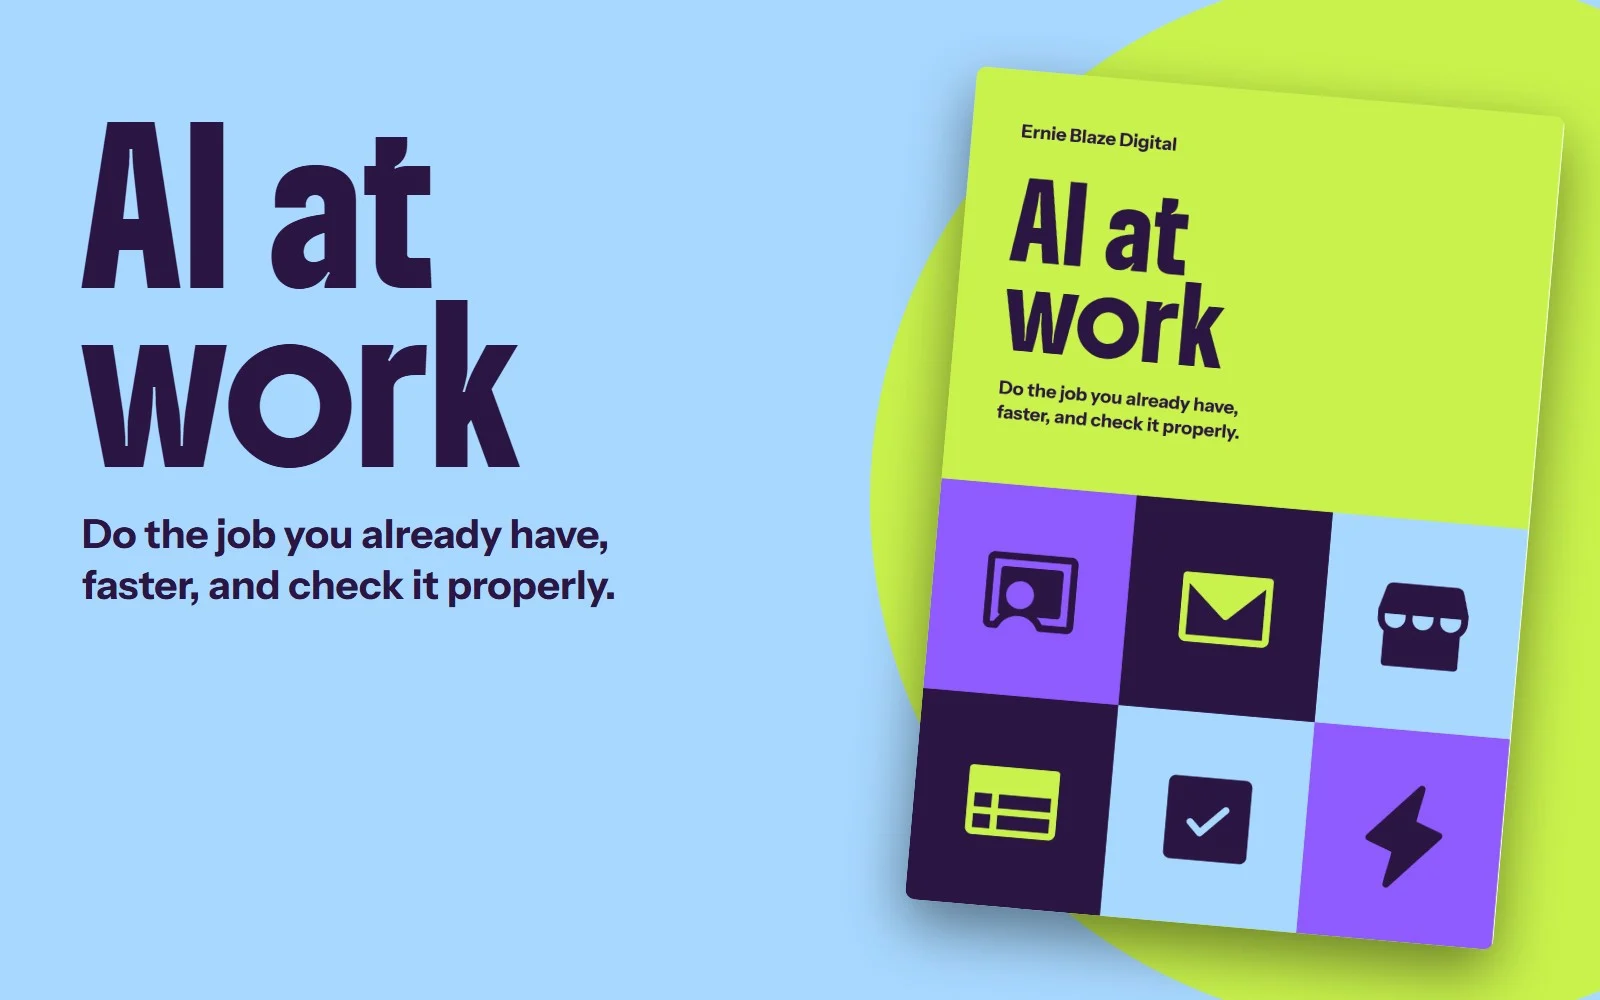 AI at
work
Do the job you already have,
faster, and check it properly.
Ernie Blaze Digital
AI at
work
Do the job you already have,
faster, and check it properly.